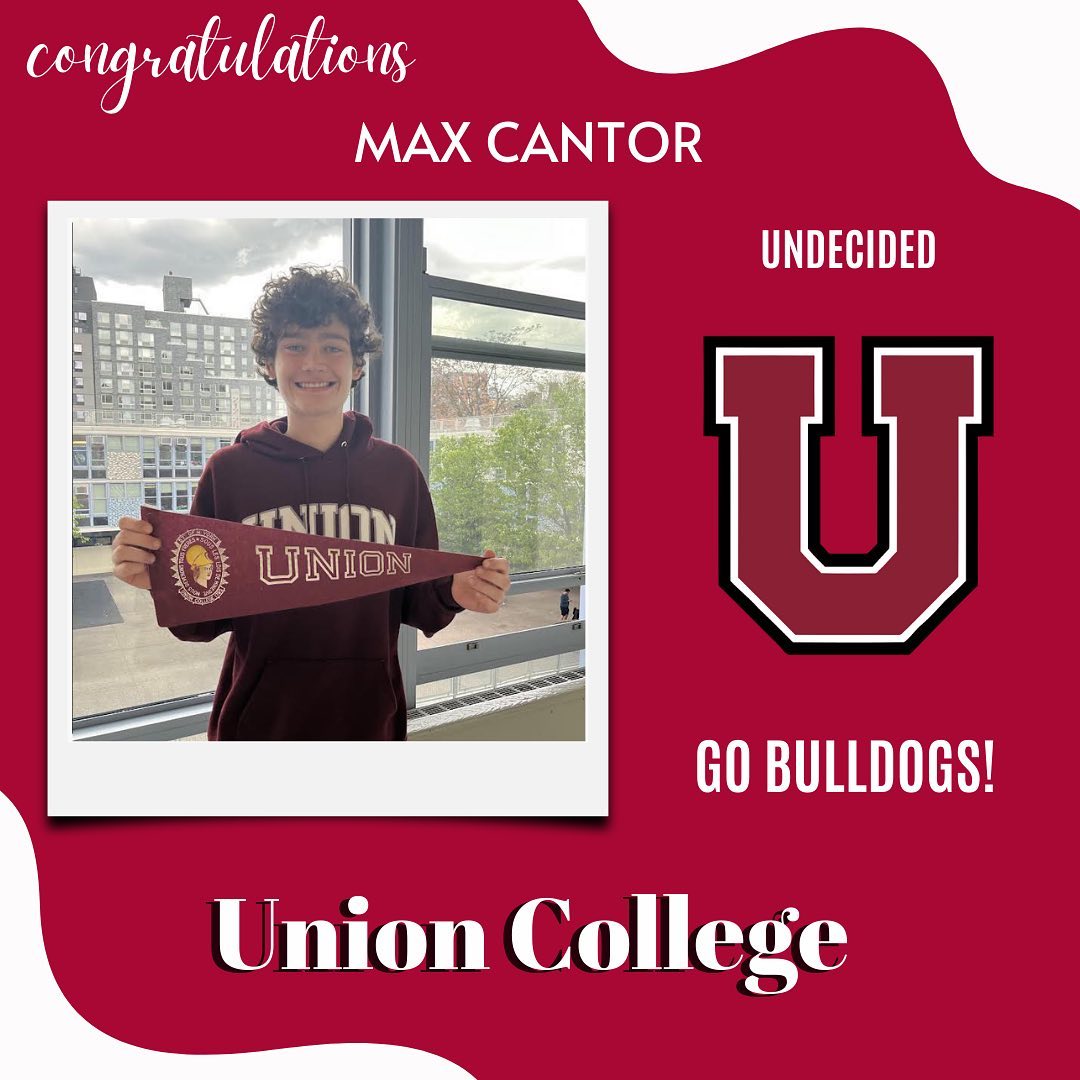 congratulations
MAX CANTOR
UNDECIDED
UNION
UNION
U
GO BULLDOGS!
Union College